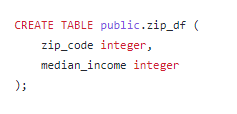 CREATE TABLE public.zip_df (
    zip_code integer,
    median_income integer
);